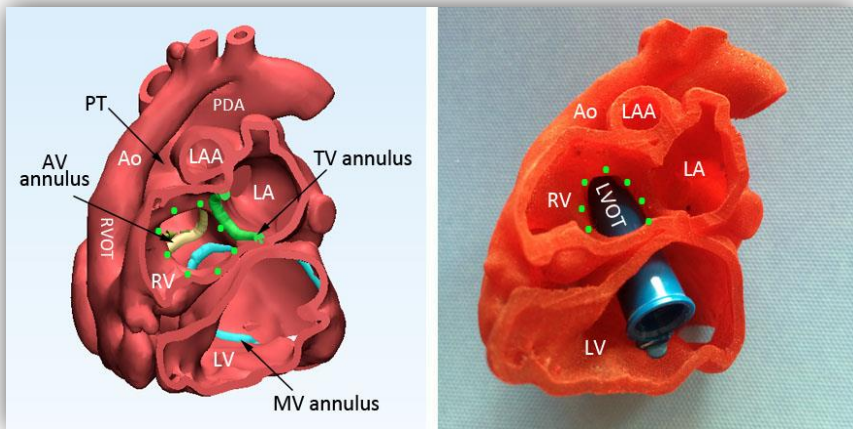 PDA
PT
LAA
AV
annulus
Ao
TV annulus
LA
RVOT
RV
LV
MV annulus
Ao
LAA
LA
RV
LVOT
LV